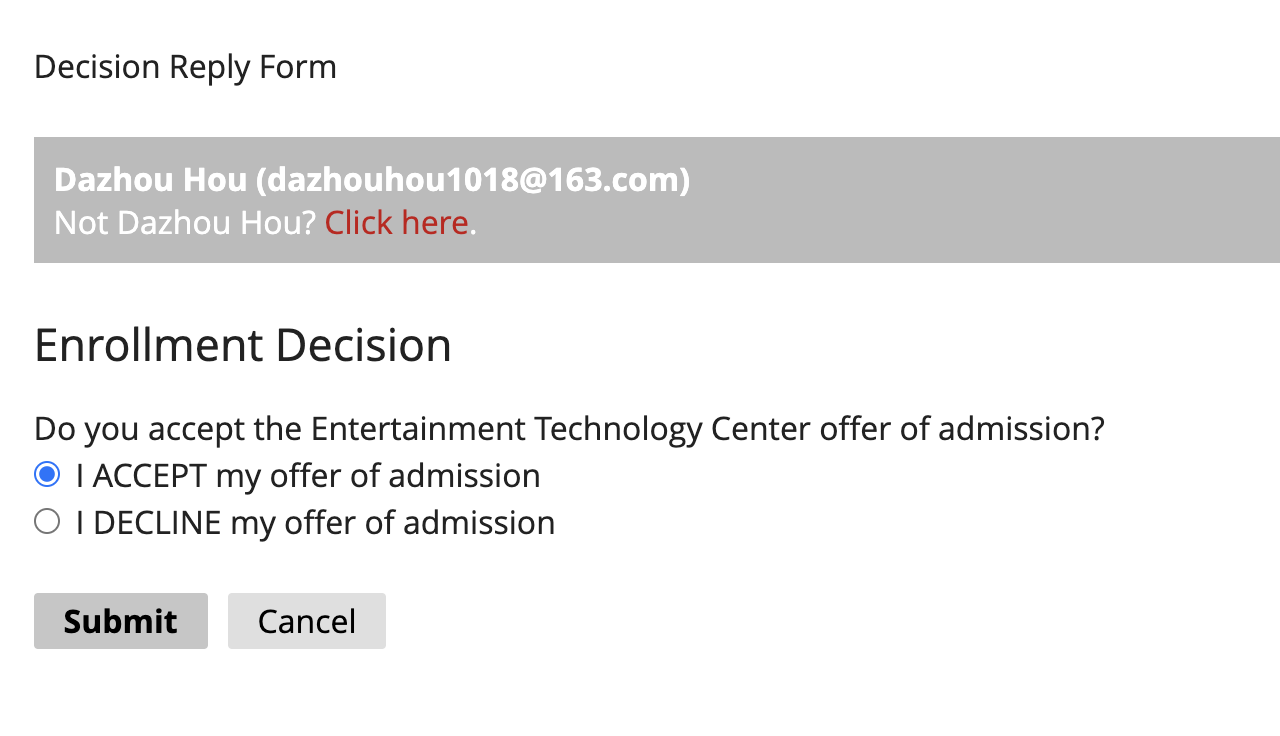 Decision Reply Form
Dazhou Hou (dazhouhou1018@163.com)
Not Dazhou Hou? Click here.
Enrollment Decision
Do you accept the Entertainment Technology Center offer of admission?
I ACCEPT my offer of admission
I DECLINE my offer of admission
Submit Cancel